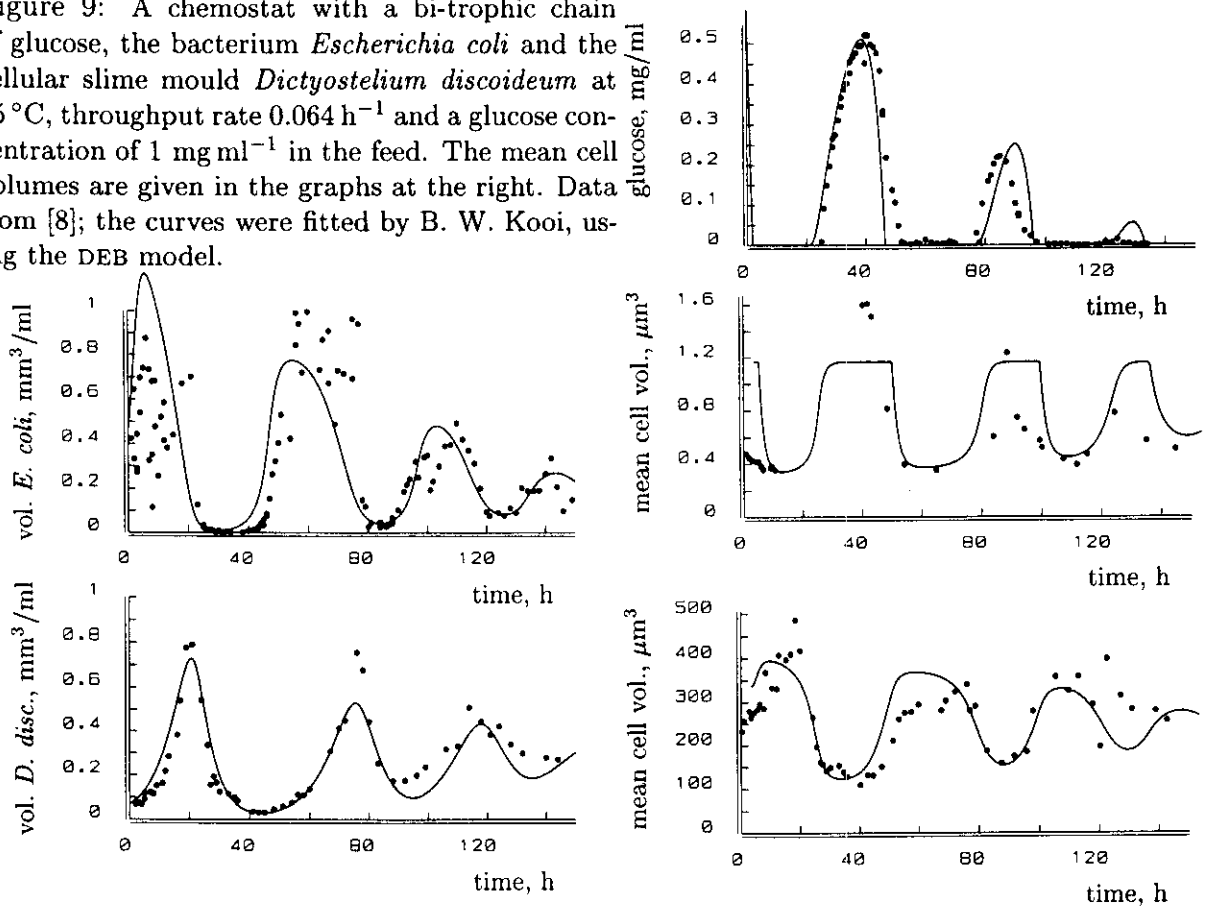 igure 9: A chemostat with a bi-trophic chain
f glucose, the bacterium Escherichia coli and the
ellular slime mould Dictyostelium discoideum at
5 °C, throughput rate 0.064 h⁻¹ and a glucose con-
entration of 1 mg ml⁻¹ in the feed. The mean cell
olumes are given in the graphs at the right. Data
om [8]; the curves were fitted by B. W. Kooi, us-
ng the DEB model.
glucose, mg/ml
0.5
0.4
0.3
0.2
0.1
0
0 40 80 120
time, h
vol. E. coli, mm³/ml
1
0.8
0.6
0.4
0.2
0
0 40 80 120
time, h
mean cell vol., μm³
1.6
1.2
0.8
0.4
0
0 40 80 120
time, h
vol. D. disc., mm³/ml
1
0.8
0.6
0.4
0.2
0
0 40 80 120
time, h
mean cell vol., μm³
500
400
300
200
100
0
0 40 80 120
time, h